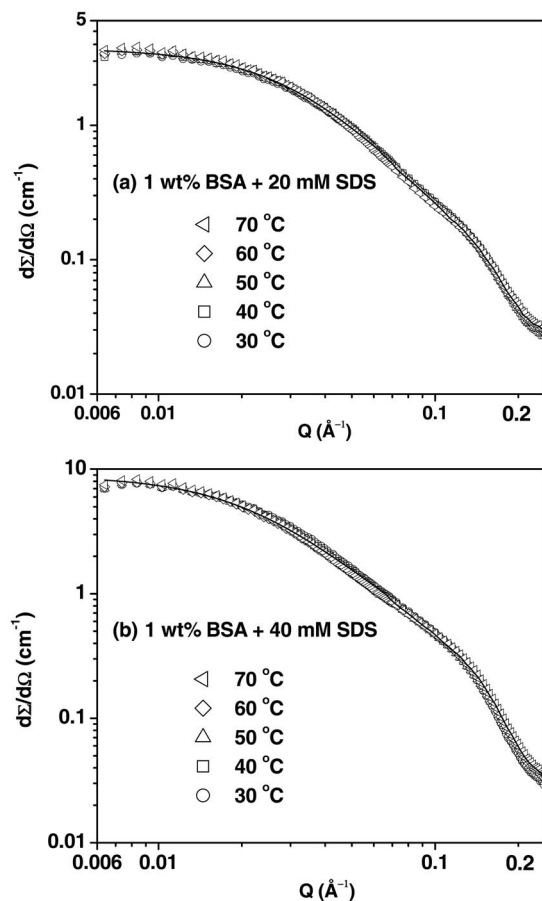 5
1
0.1
0.01
dΣ/dΩ (cm⁻¹)
(a) 1 wt% BSA + 20 mM SDS
70 °C
60 °C
50 °C
40 °C
30 °C
0.006 0.01 0.1 0.2
Q (Å⁻¹)
10
1
0.1
0.01
dΣ/dΩ (cm⁻¹)
(b) 1 wt% BSA + 40 mM SDS
70 °C
60 °C
50 °C
40 °C
30 °C
0.006 0.01 0.1 0.2
Q (Å⁻¹)